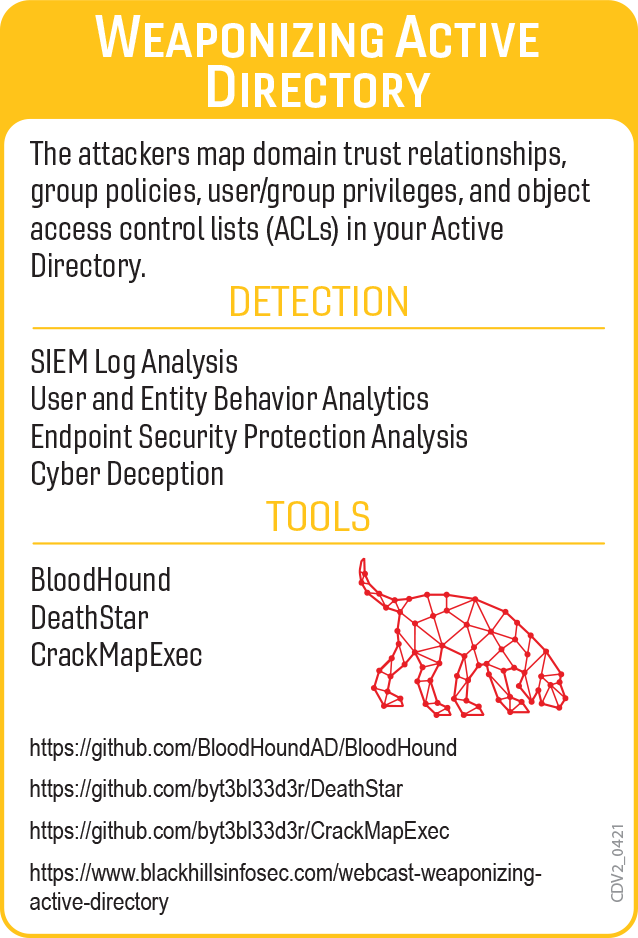 WEAPONIZING ACTIVE
DIRECTORY
The attackers map domain trust relationships,
group policies, user/group privileges, and object
access control lists (ACLs) in your Active
Directory.
DETECTION
SIEM Log Analysis
User and Entity Behavior Analytics
Endpoint Security Protection Analysis
Cyber Deception
TOOLS
BloodHound
DeathStar
CrackMapExec
https://github.com/BloodHoundAD/BloodHound
https://github.com/byt3bl33d3r/DeathStar
https://github.com/byt3bl33d3r/CrackMapExec
https://www.blackhillsinfosec.com/webcast-weaponizing-
active-directory
CDV2_0421